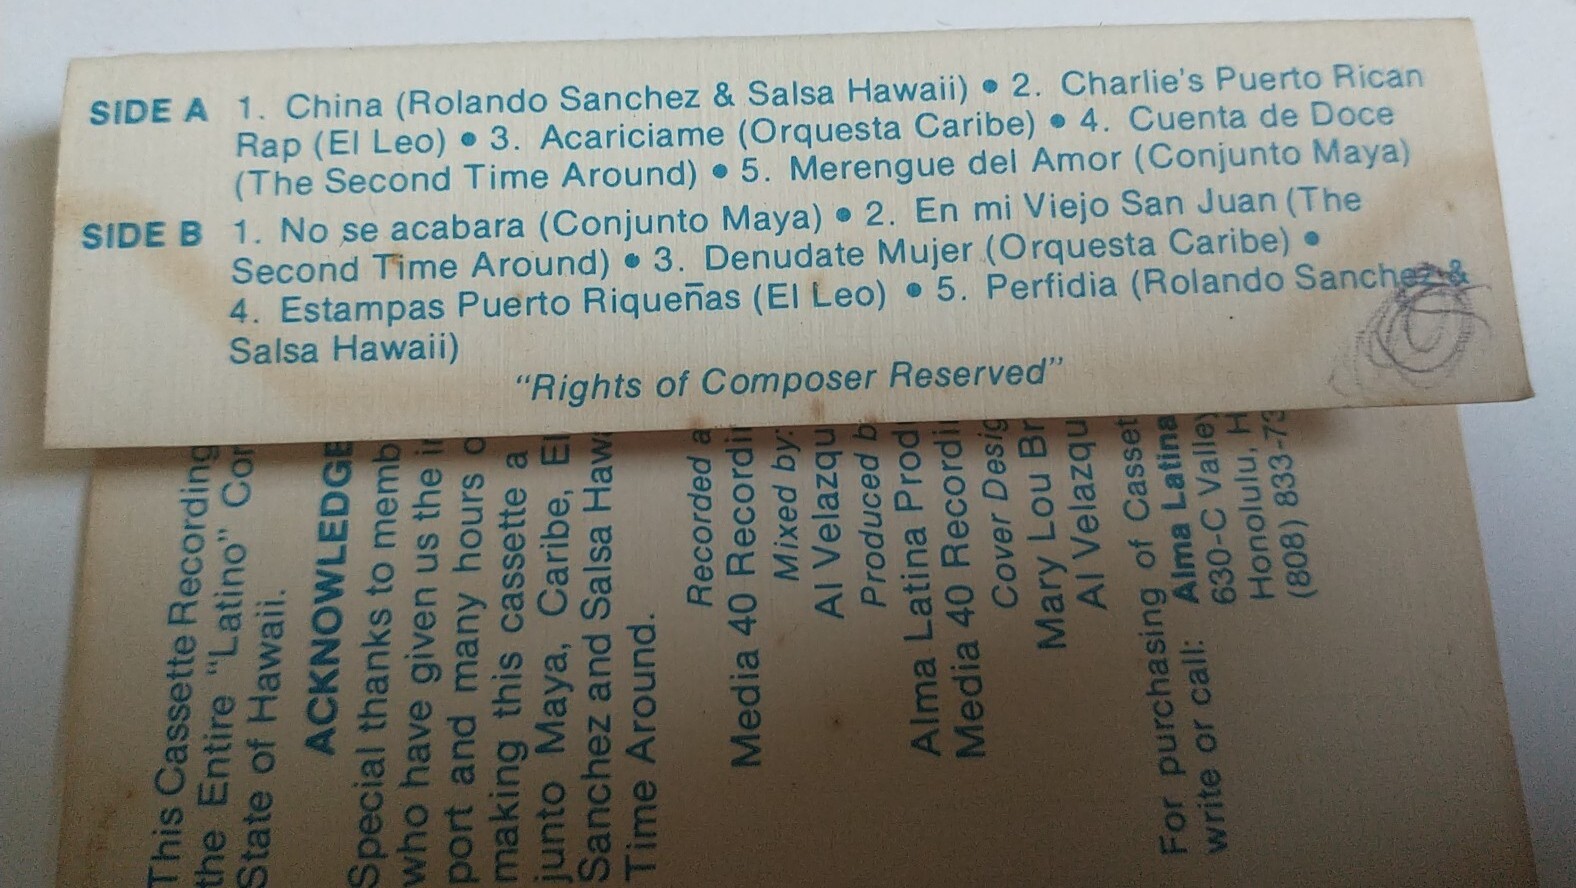 SIDE A 1. China (Rolando Sanchez & Salsa Hawaii) • 2. Charlie's Puerto Rican
Rap (El Leo) • 3. Acariciame (Orquesta Caribe) • 4. Cuenta de Doce
(The Second Time Around) • 5. Merengue del Amor (Conjunto Maya)
SIDE B 1. No se acabara (Conjunto Maya) • 2. En mi Viejo San Juan (The
Second Time Around) • 3. Denudate Mujer (Orquesta Caribe) •
4. Estampas Puerto Riqueñas (El Leo) • 5. Perfidia (Rolando Sanchez &
Salsa Hawaii)
"Rights of Composer Reserved"
This Cassette Recording
the Entire "Latino" Com
State of Hawaii.
ACKNOWLEDGE
Special thanks to memb
who have given us the
port and many hours o
making this cassette a
junto Maya, Caribe, El
Sanchez and Salsa Hawa
Time Around.
Recorded a
Media 40 Recordi
Mixed by:
Al Velazqu
Produced b
Alma Latina Prod
Media 40 Recordi
Cover Desig
Mary Lou Br
Al Velazqu
For purchasing of Casset
write or call: Alma Latina
630-C Valley
Honolulu, H
(808) 833-73